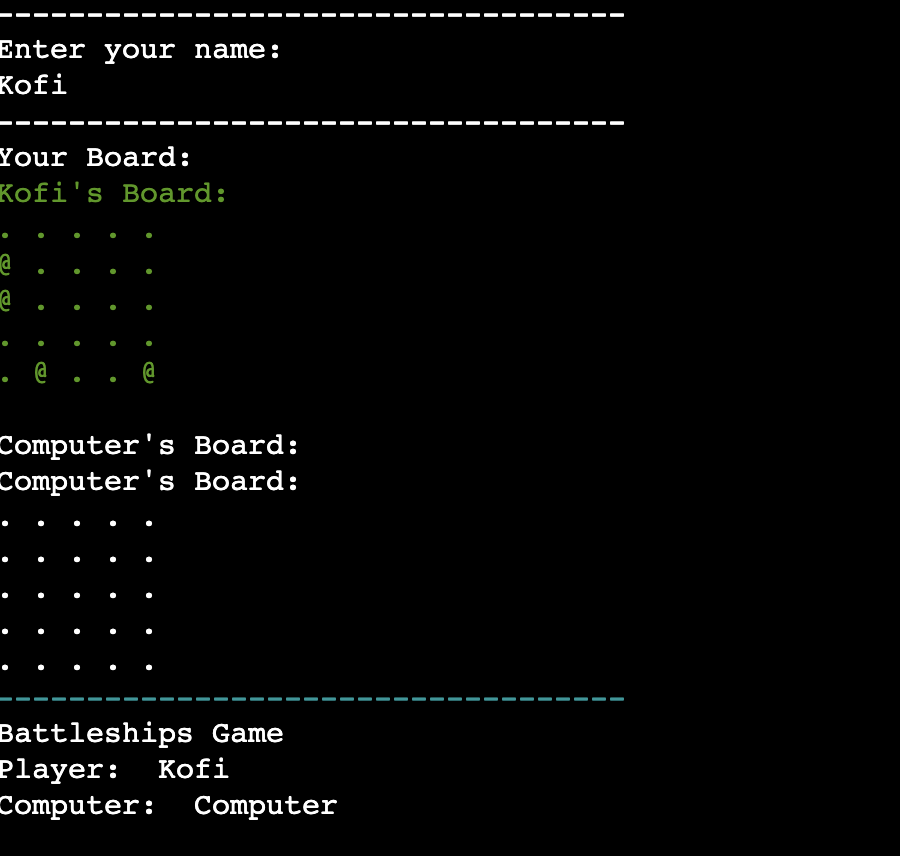 -----------------------------------
Enter your name:
Kofi
-----------------------------------
Your Board:
Kofi's Board:
. . . . .
@ . . . .
@ . . . .
. . . . .
. @ . . @
Computer's Board:
Computer's Board:
. . . . .
. . . . .
. . . . .
. . . . .
. . . . .
-----------------------------------
Battleships Game
Player:  Kofi
Computer:  Computer